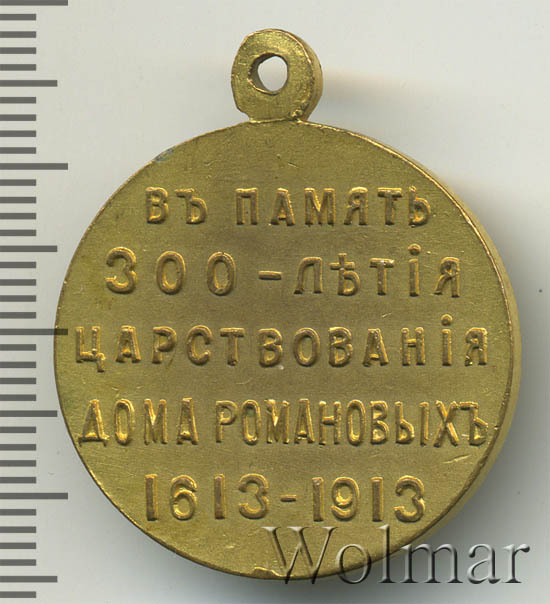 ВЪ ПАМЯТЬ
300-ЛѢТІЯ
ЦАРСТВОВАНІЯ
ДОМА РОМАНОВЫХЪ
1613-1913
Wolmar